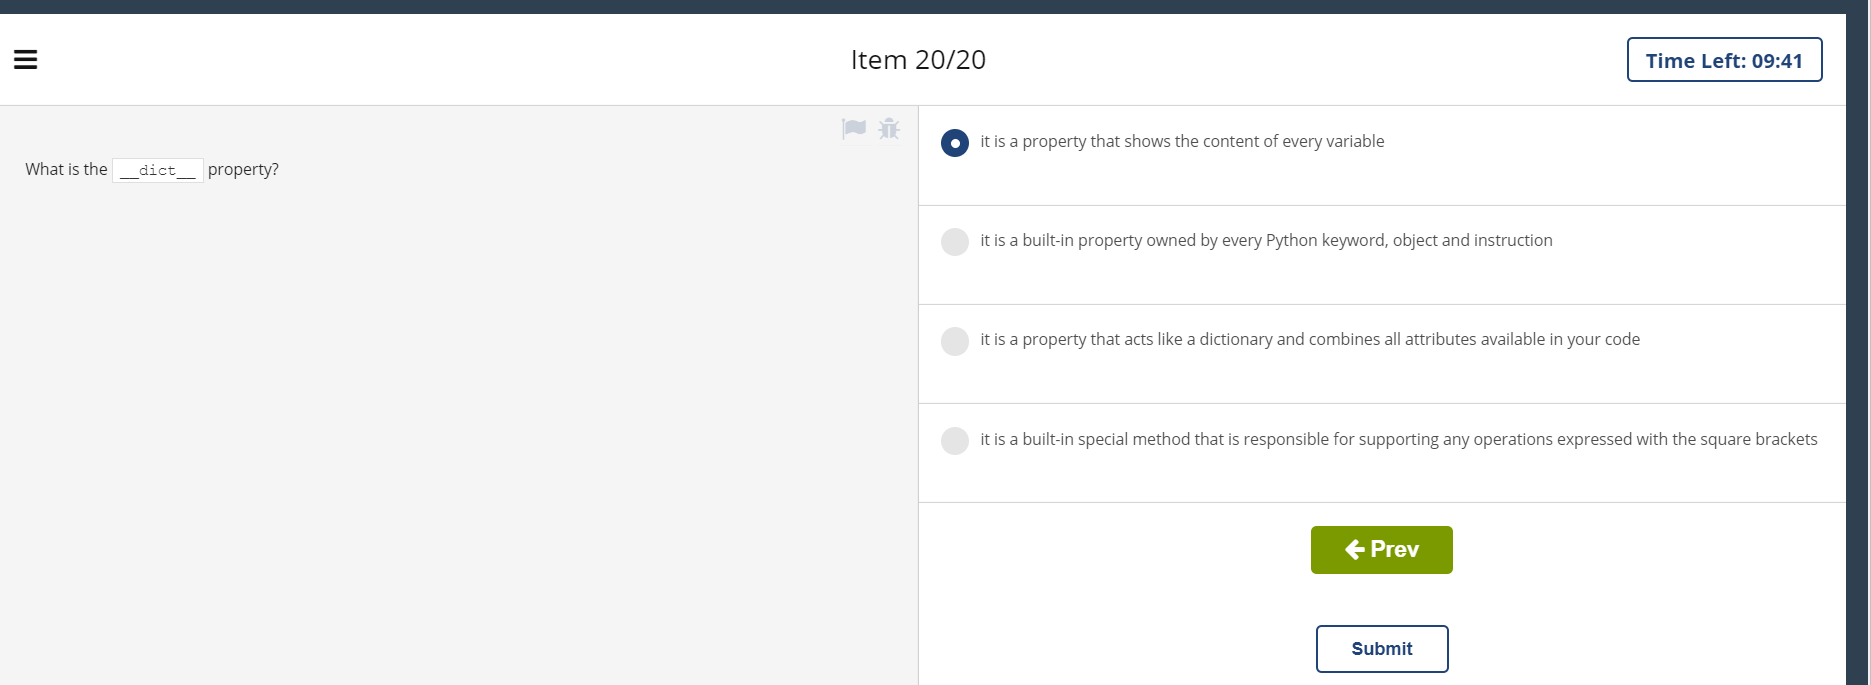 Item 20/20
Time Left: 09:41
What is the __dict__ property?
it is a property that shows the content of every variable
it is a built-in property owned by every Python keyword, object and instruction
it is a property that acts like a dictionary and combines all attributes available in your code
it is a built-in special method that is responsible for supporting any operations expressed with the square brackets
Prev
Submit